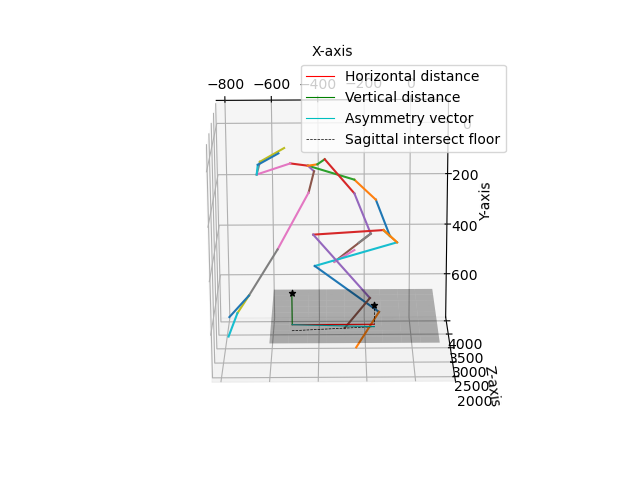 X-axis
−800 −600 −400 −200 0
Horizontal distance
Vertical distance
Asymmetry vector
Sagittal intersect floor
0
200
Y-axis
400
600
4000
3500
3000
2500
2000
Z-axis